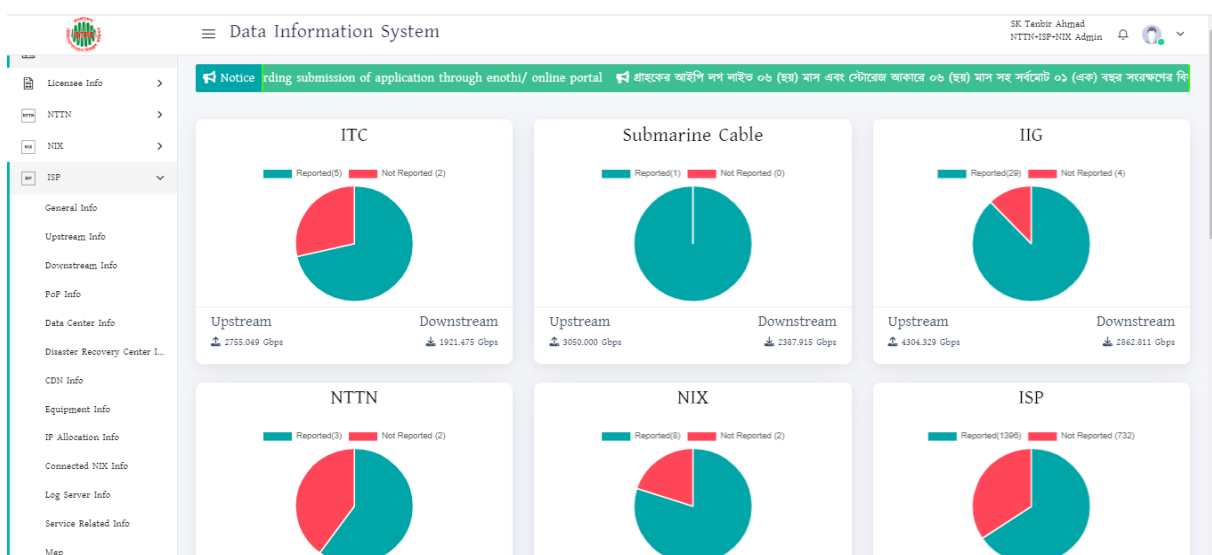 Data Information System
SK Tanbir Ahmed
NTTN+ISP+NIX Admin
Licensee Info
NTTN
NIX
ISP
General Info
Upstream Info
Downstream Info
PoP Info
Data Center Info
Disaster Recovery Center I...
CDN Info
Equipment Info
IP Allocation Info
Connected NIX Info
Log Server Info
Service Related Info
Map
Notice rding submission of application through enothi/ online portal গ্রাহকের আইপি লগ লাইভ ০৬ (ছয়) মাস এবং স্টোরেজ আকারে ০৬ (ছয়) মাস সহ সর্বমোট ০১ (এক) বছর সংরক্ষণের বি
ITC
Reported(5) Not Reported (2)
Upstream Downstream
2755.049 Gbps 1921.475 Gbps
Submarine Cable
Reported(1) Not Reported (0)
Upstream Downstream
3050.000 Gbps 2387.915 Gbps
IIG
Reported(29) Not Reported (4)
Upstream Downstream
4304.329 Gbps 2862.811 Gbps
NTTN
Reported(3) Not Reported (2)
NIX
Reported(8) Not Reported (2)
ISP
Reported(1396) Not Reported (732)